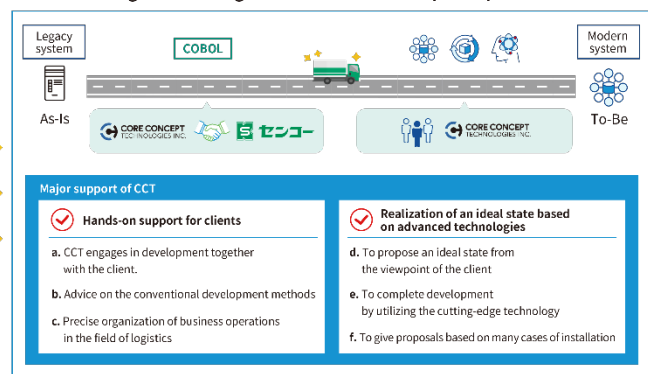 Legacy
system
COBOL
Modern
system
As-Is
To-Be
CORE CONCEPT
TECHNOLOGIES INC.
センコー
CORE CONCEPT
TECHNOLOGIES INC.
Major support of CCT
Hands-on support for clients
a. CCT engages in development together
with the client.
b. Advice on the conventional development methods
c. Precise organization of business operations
in the field of logistics
Realization of an ideal state based
on advanced technologies
d. To propose an ideal state from
the viewpoint of the client
e. To complete development
by utilizing the cutting-edge technology
f. To give proposals based on many cases of installation